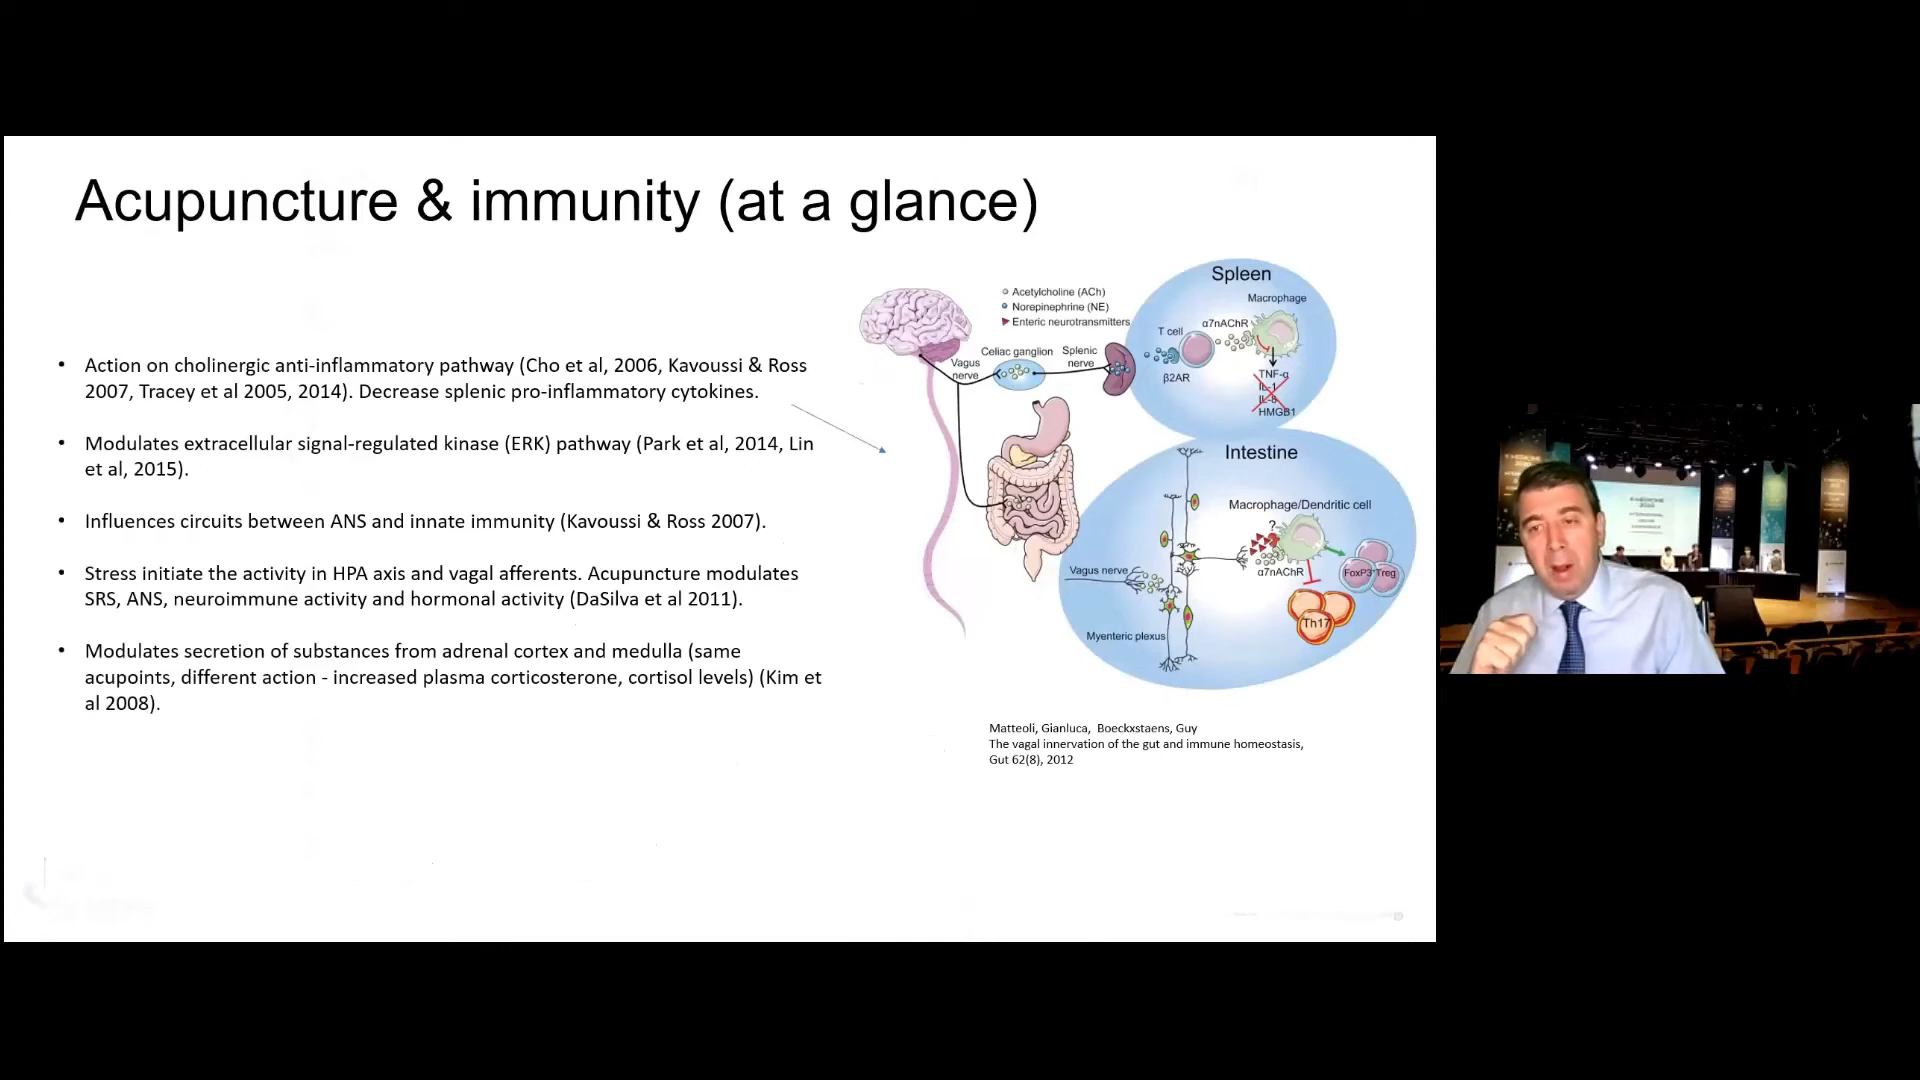 Acupuncture & immunity (at a glance)
• Action on cholinergic anti-inflammatory pathway (Cho et al, 2006, Kavoussi & Ross
2007, Tracey et al 2005, 2014). Decrease splenic pro-inflammatory cytokines.
• Modulates extracellular signal-regulated kinase (ERK) pathway (Park et al, 2014, Lin
et al, 2015).
• Influences circuits between ANS and innate immunity (Kavoussi & Ross 2007).
• Stress initiate the activity in HPA axis and vagal afferents. Acupuncture modulates
SRS, ANS, neuroimmune activity and hormonal activity (DaSilva et al 2011).
• Modulates secretion of substances from adrenal cortex and medulla (same
acupoints, different action - increased plasma corticosterone, cortisol levels) (Kim et
al 2008).
Acetylcholine (ACh)
Norepinephrine (NE)
Enteric neurotransmitters
Vagus
nerve
Celiac ganglion
Splenic
nerve
Spleen
Macrophage
α7nAChR
T cell
β2AR
TNF-α
IL-1
HMGB1
Intestine
Macrophage/Dendritic cell
?
α7nAChR
FoxP3+Treg
Th17
Vagus nerve
Myenteric plexus
Matteoli, Gianluca, Boeckxstaens, Guy
The vagal innervation of the gut and immune homeostasis,
Gut 62(8), 2012